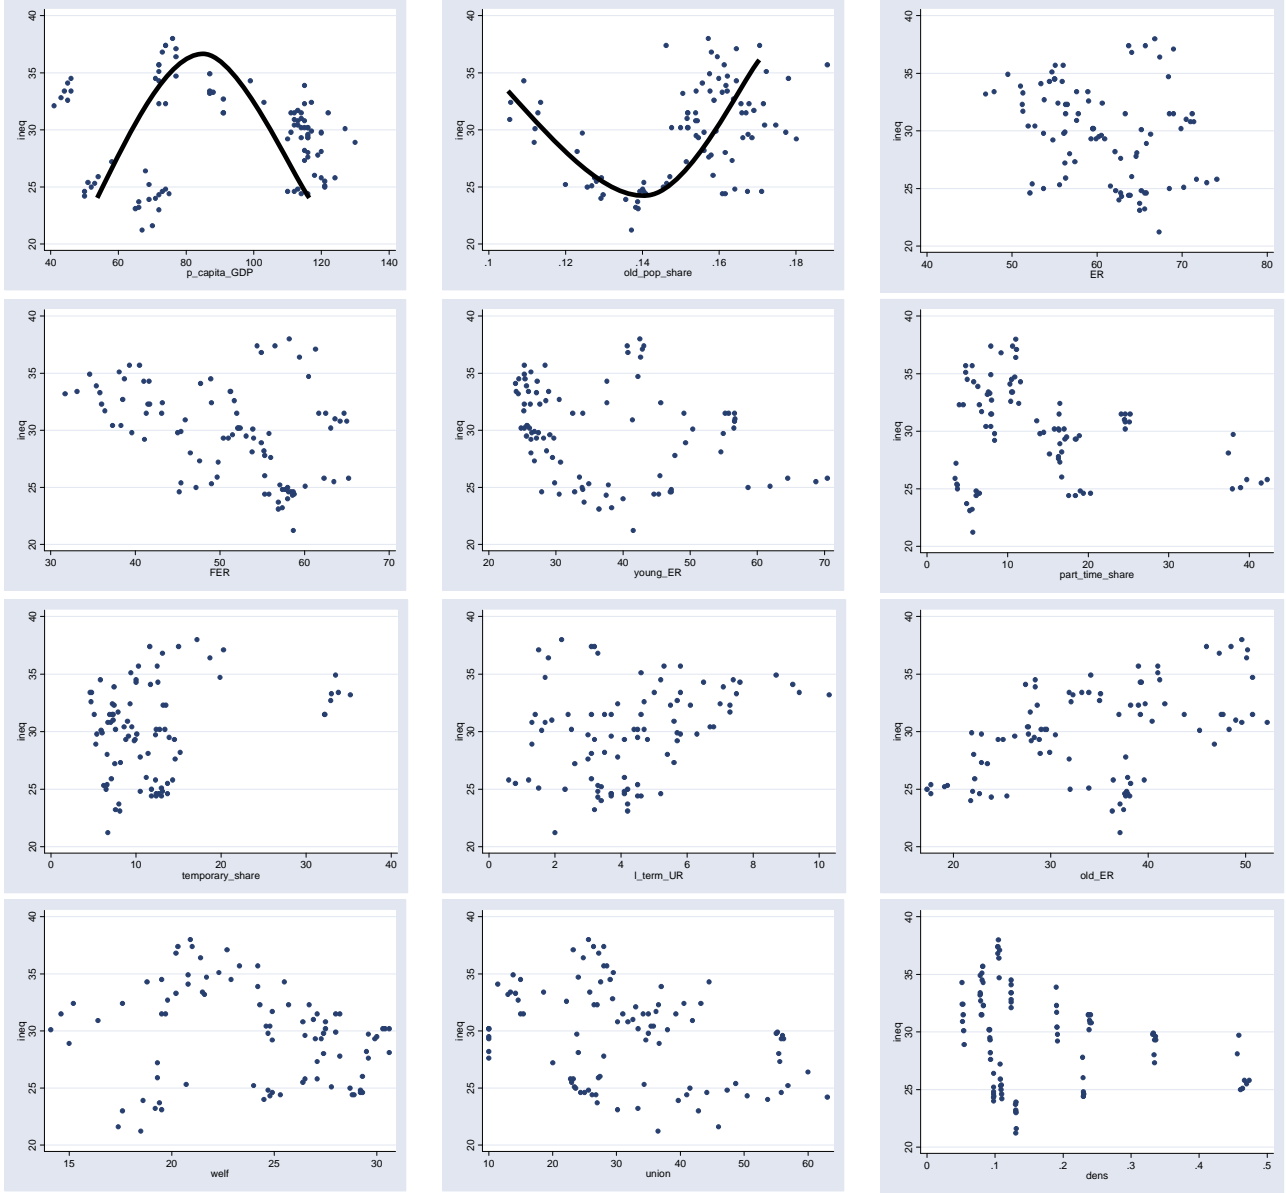 40
35
30
25
20
ineq
40 60 80 100 120 140
p_capita_GDP
40
35
30
25
20
ineq
.1 .12 .14 .16 .18
old_pop_share
40
35
30
25
20
ineq
40 50 60 70 80
ER
40
35
30
25
20
ineq
30 40 50 60 70
FER
40
35
30
25
20
ineq
20 30 40 50 60 70
young_ER
40
35
30
25
20
ineq
0 10 20 30 40
part_time_share
40
35
30
25
20
ineq
0 10 20 30 40
temporary_share
40
35
30
25
20
ineq
0 2 4 6 8 10
l_term_UR
40
35
30
25
20
ineq
20 30 40 50
old_ER
40
35
30
25
20
ineq
15 20 25 30
welf
40
35
30
25
20
ineq
10 20 30 40 50 60
union
40
35
30
25
20
ineq
0 .1 .2 .3 .4 .5
dens